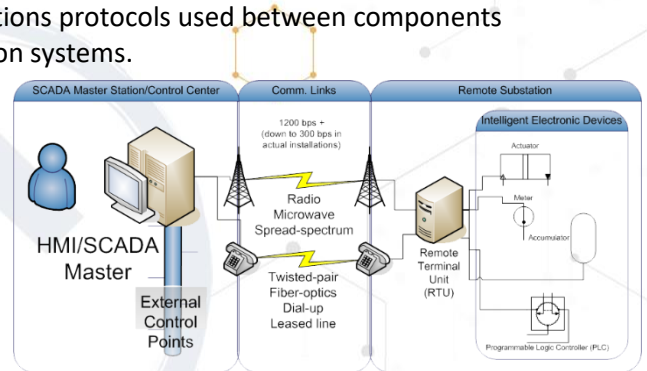 tions protocols used between components
on systems.
SCADA Master Station/Control Center
Comm. Links
Remote Substation
1200 bps +
(down to 300 bps in
actual installations)
Intelligent Electronic Devices
Actuator
Meter
Accumulator
Radio
Microwave
Spread-spectrum
HMI/SCADA
Master
Remote
Terminal
Unit
(RTU)
External
Control
Points
Twisted-pair
Fiber-optics
Dial-up
Leased line
Programmable Logic Controller (PLC)